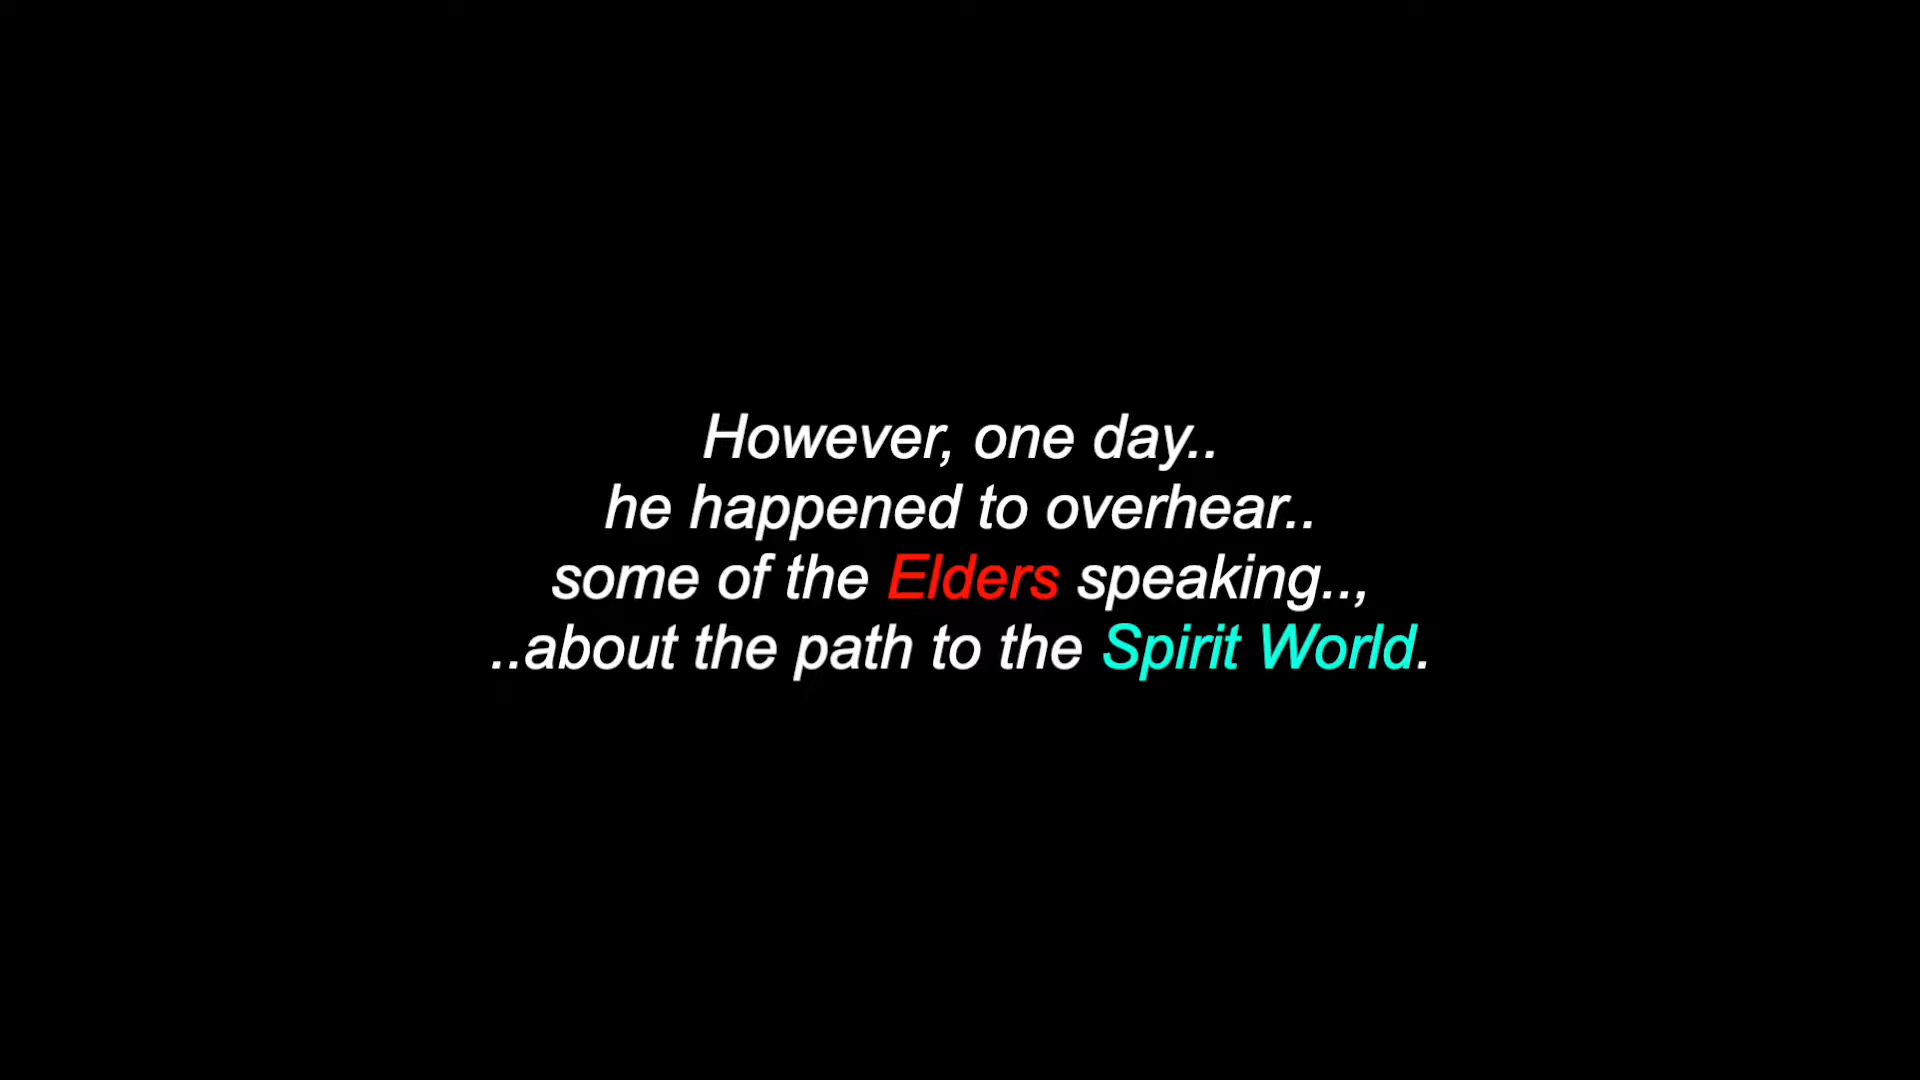 However, one day..
he happened to overhear..
some of the Elders speaking..,
..about the path to the Spirit World.